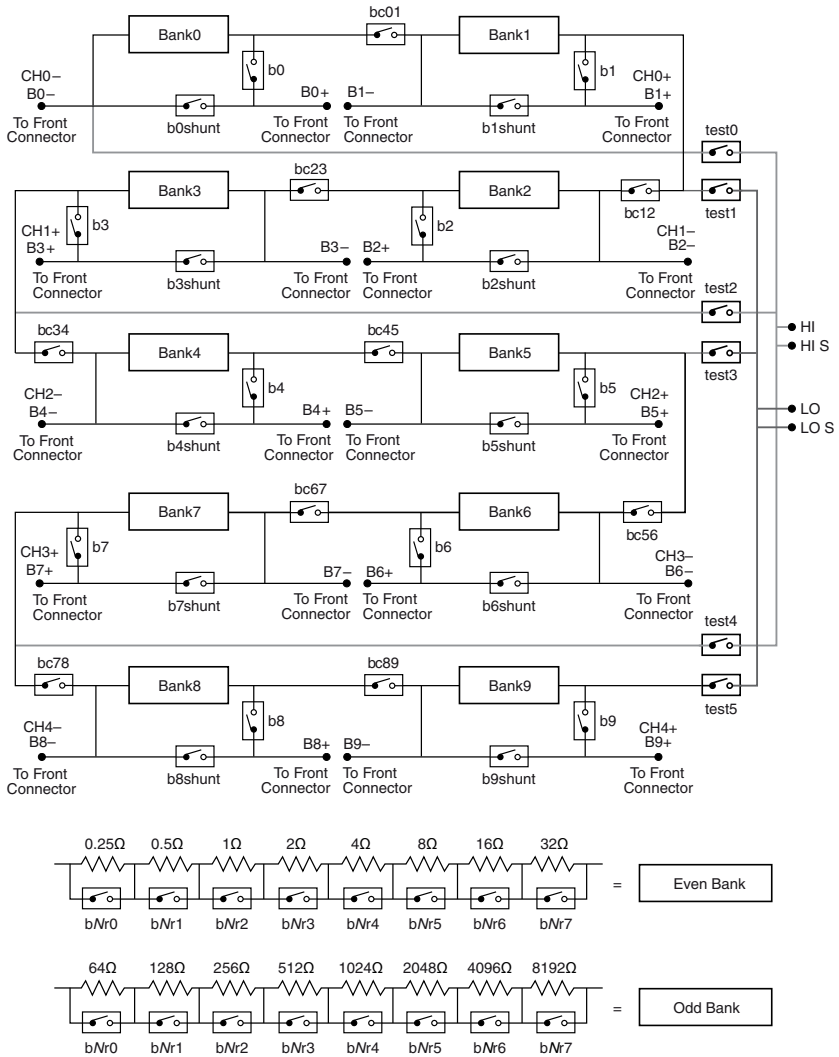 bc01
Bank0 Bank1
CH0– b0 b1 CH0+
B0– B0+ B1– B1+
To Front Connector b0shunt To Front Connector To Front Connector b1shunt To Front Connector
test0
bc23
Bank3 Bank2
bc12 test1
b3 b2
CH1+ CH1–
B3+ B3– B2+ B2–
To Front Connector b3shunt To Front Connector To Front Connector b2shunt To Front Connector
test2
HI
bc34 bc45
HI S
Bank4 Bank5
test3
CH2– b4 b5 CH2+
B4– B4+ B5– B5+
LO
LO S
To Front Connector b4shunt To Front Connector To Front Connector b5shunt To Front Connector
bc67
Bank7 Bank6
bc56
b7 b6
CH3+ CH3–
B7+ B7– B6+ B6–
To Front Connector b7shunt To Front Connector To Front Connector b6shunt To Front Connector
test4
bc78 bc89
Bank8 Bank9
test5
CH4– b8 b9 CH4+
B8– B8+ B9– B9+
To Front Connector b8shunt To Front Connector To Front Connector b9shunt To Front Connector
0.25Ω 0.5Ω 1Ω 2Ω 4Ω 8Ω 16Ω 32Ω
= Even Bank
bNr0 bNr1 bNr2 bNr3 bNr4 bNr5 bNr6 bNr7
64Ω 128Ω 256Ω 512Ω 1024Ω 2048Ω 4096Ω 8192Ω
= Odd Bank
bNr0 bNr1 bNr2 bNr3 bNr4 bNr5 bNr6 bNr7